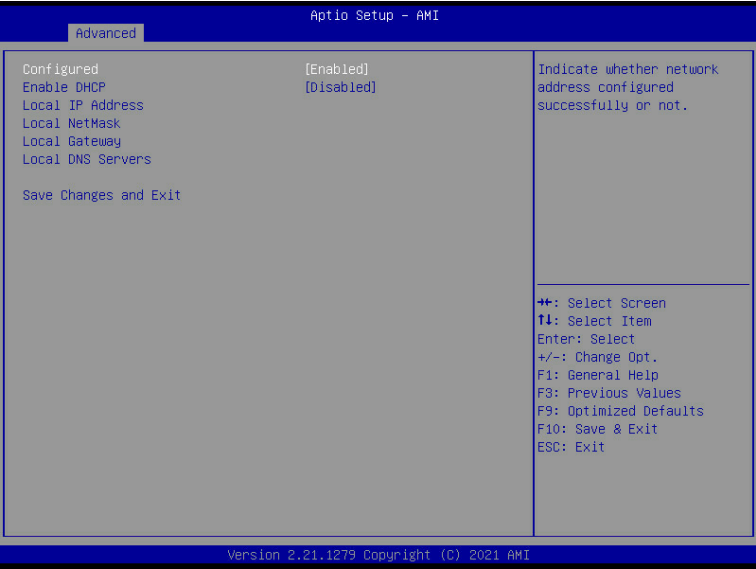 Aptio Setup – AMI
Advanced
Configured [Enabled]
Enable DHCP [Disabled]
Local IP Address
Local NetMask
Local Gateway
Local DNS Servers
Save Changes and Exit
Indicate whether network
address configured
successfully or not.
→←: Select Screen
↑↓: Select Item
Enter: Select
+/-: Change Opt.
F1: General Help
F3: Previous Values
F9: Optimized Defaults
F10: Save & Exit
ESC: Exit
Version 2.21.1279 Copyright (C) 2021 AMI